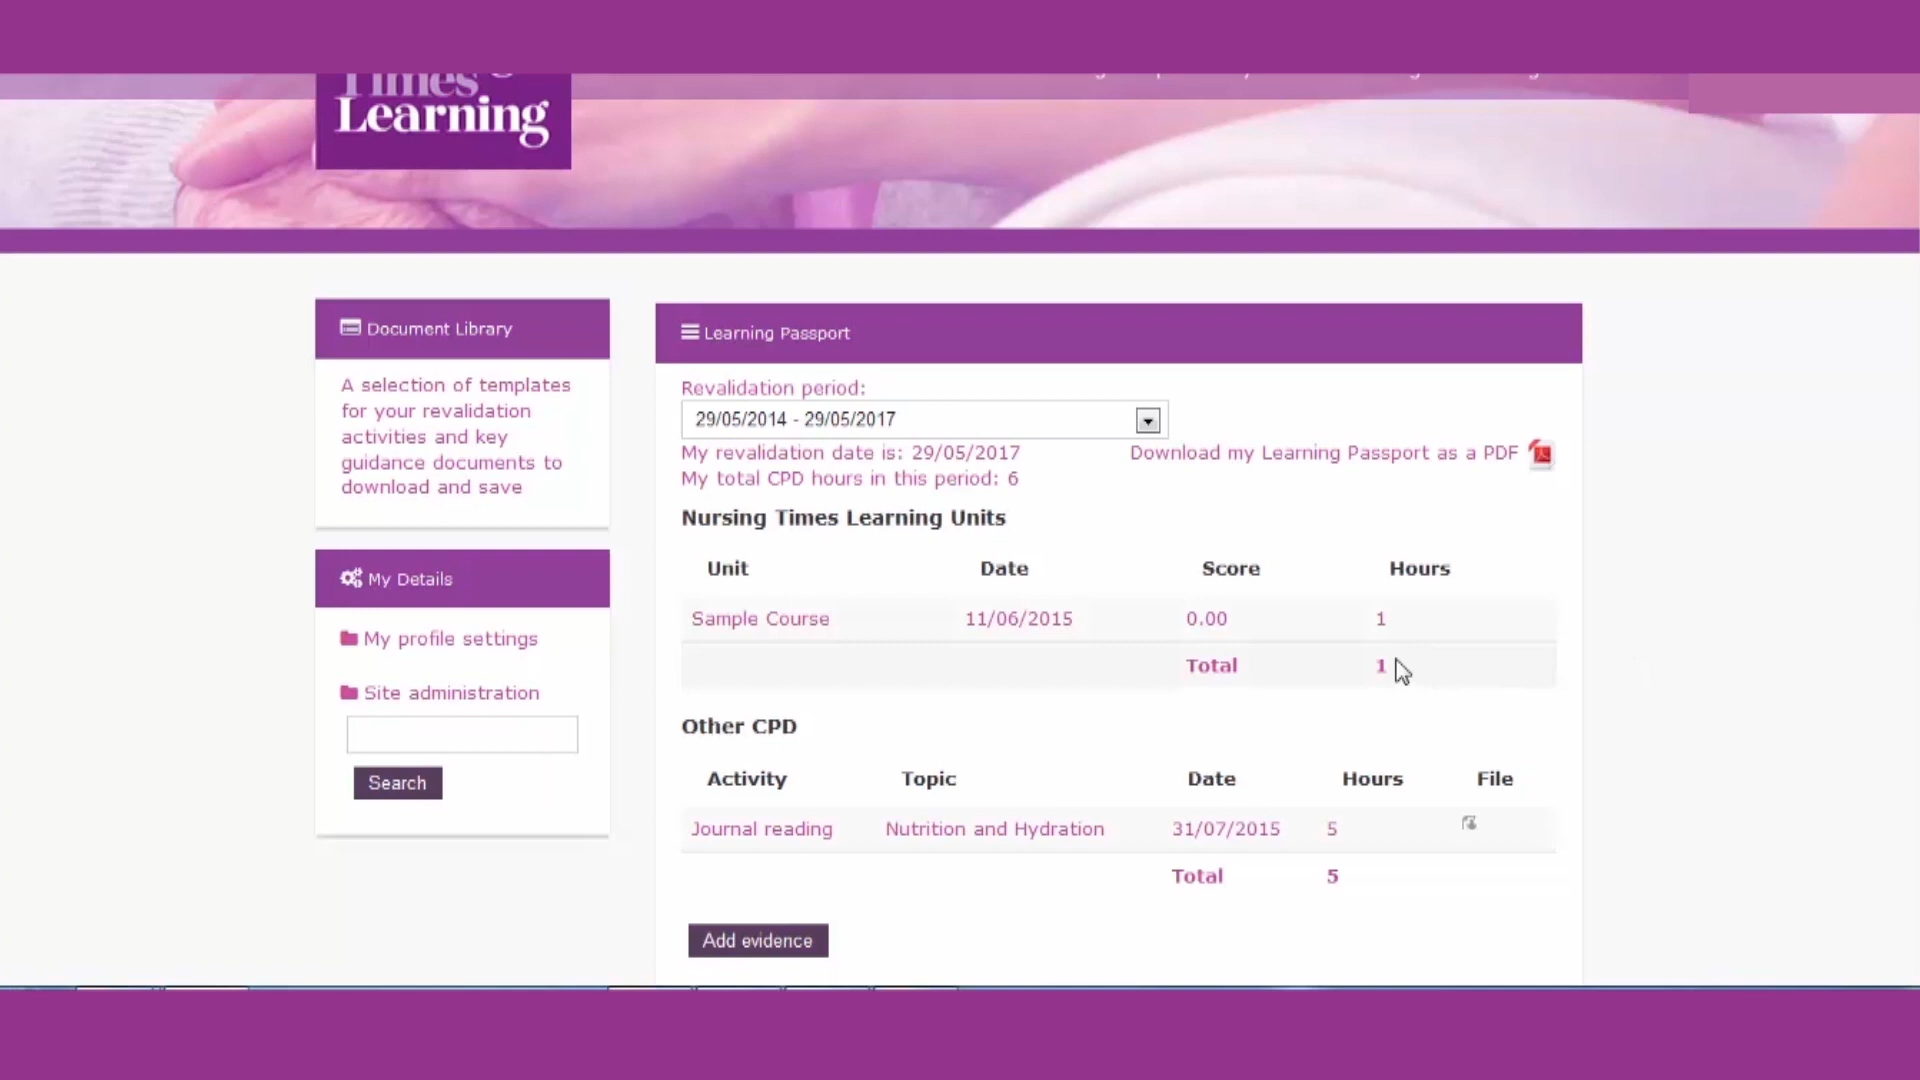 Times
Learning
Document Library
A selection of templates
for your revalidation
activities and key
guidance documents to
download and save
My Details
My profile settings
Site administration
Search
Learning Passport
Revalidation period:
29/05/2014 - 29/05/2017
My revalidation date is: 29/05/2017
Download my Learning Passport as a PDF
My total CPD hours in this period: 6
Nursing Times Learning Units
Unit Date Score Hours
Sample Course 11/06/2015 0.00 1
Total 1
Other CPD
Activity Topic Date Hours File
Journal reading Nutrition and Hydration 31/07/2015 5
Total 5
Add evidence